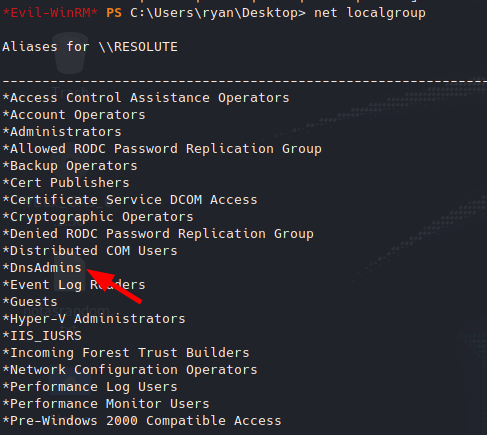 *Evil-WinRM* PS C:\Users\ryan\Desktop> net localgroup
Aliases for \\RESOLUTE
-------------------------------------------------------------------------------
*Access Control Assistance Operators
*Account Operators
*Administrators
*Allowed RODC Password Replication Group
*Backup Operators
*Cert Publishers
*Certificate Service DCOM Access
*Cryptographic Operators
*Denied RODC Password Replication Group
*Distributed COM Users
*DnsAdmins
*Event Log Readers
*Guests
*Hyper-V Administrators
*IIS_IUSRS
*Incoming Forest Trust Builders
*Network Configuration Operators
*Performance Log Users
*Performance Monitor Users
*Pre-Windows 2000 Compatible Access